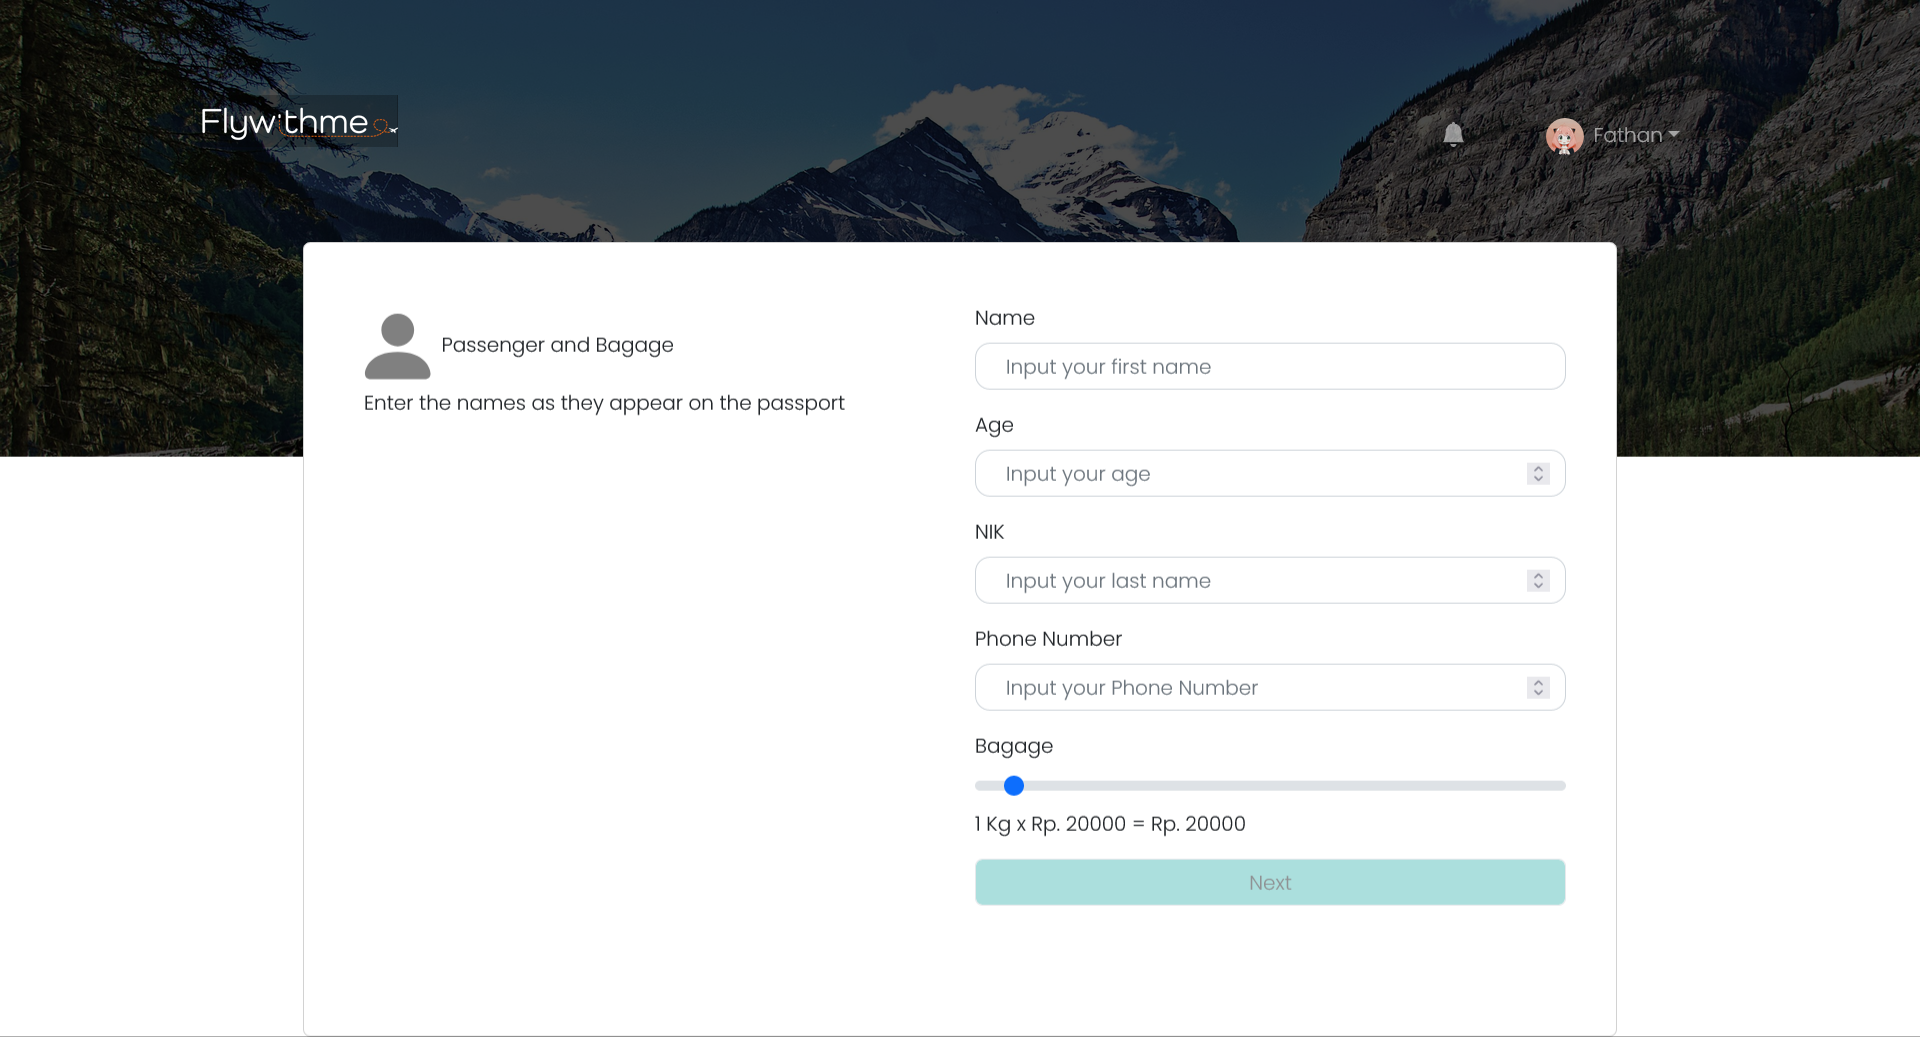 Flywithme
Fathan
Passenger and Bagage
Enter the names as they appear on the passport
Name
Input your first name
Age
Input your age
NIK
Input your last name
Phone Number
Input your Phone Number
Bagage
1 Kg x Rp. 20000 = Rp. 20000
Next